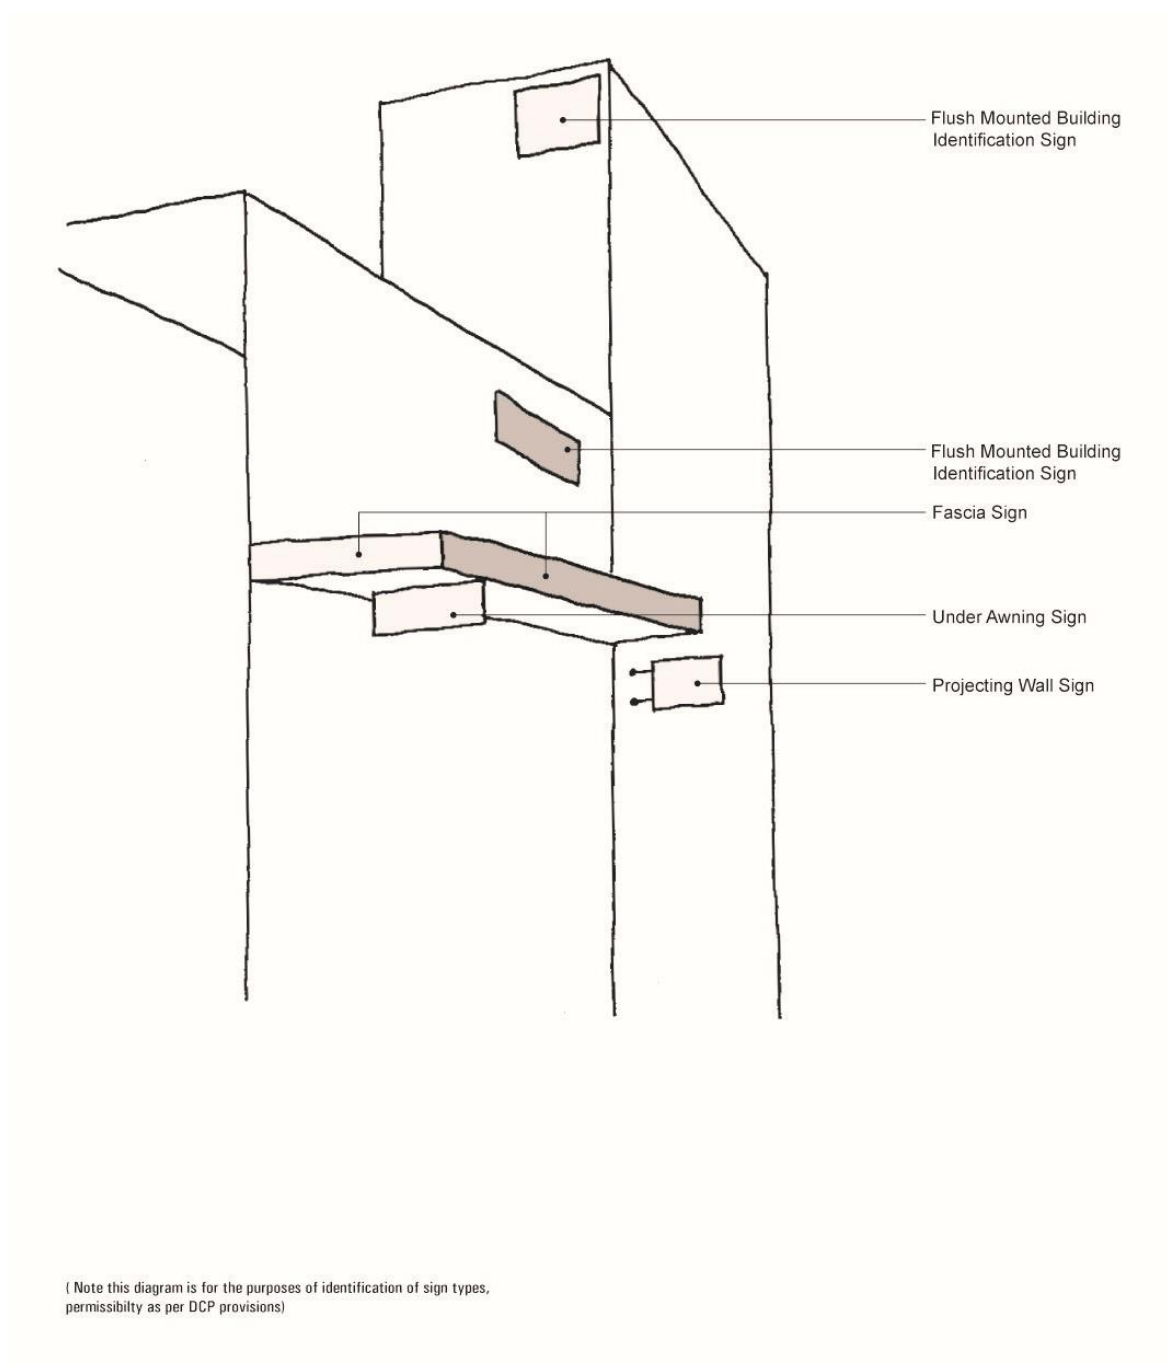 Flush Mounted Building
Identification Sign
Flush Mounted Building
Identification Sign
Fascia Sign
Under Awning Sign
Projecting Wall Sign
( Note this diagram is for the purposes of identification of sign types,
permissibilty as per DCP provisions)